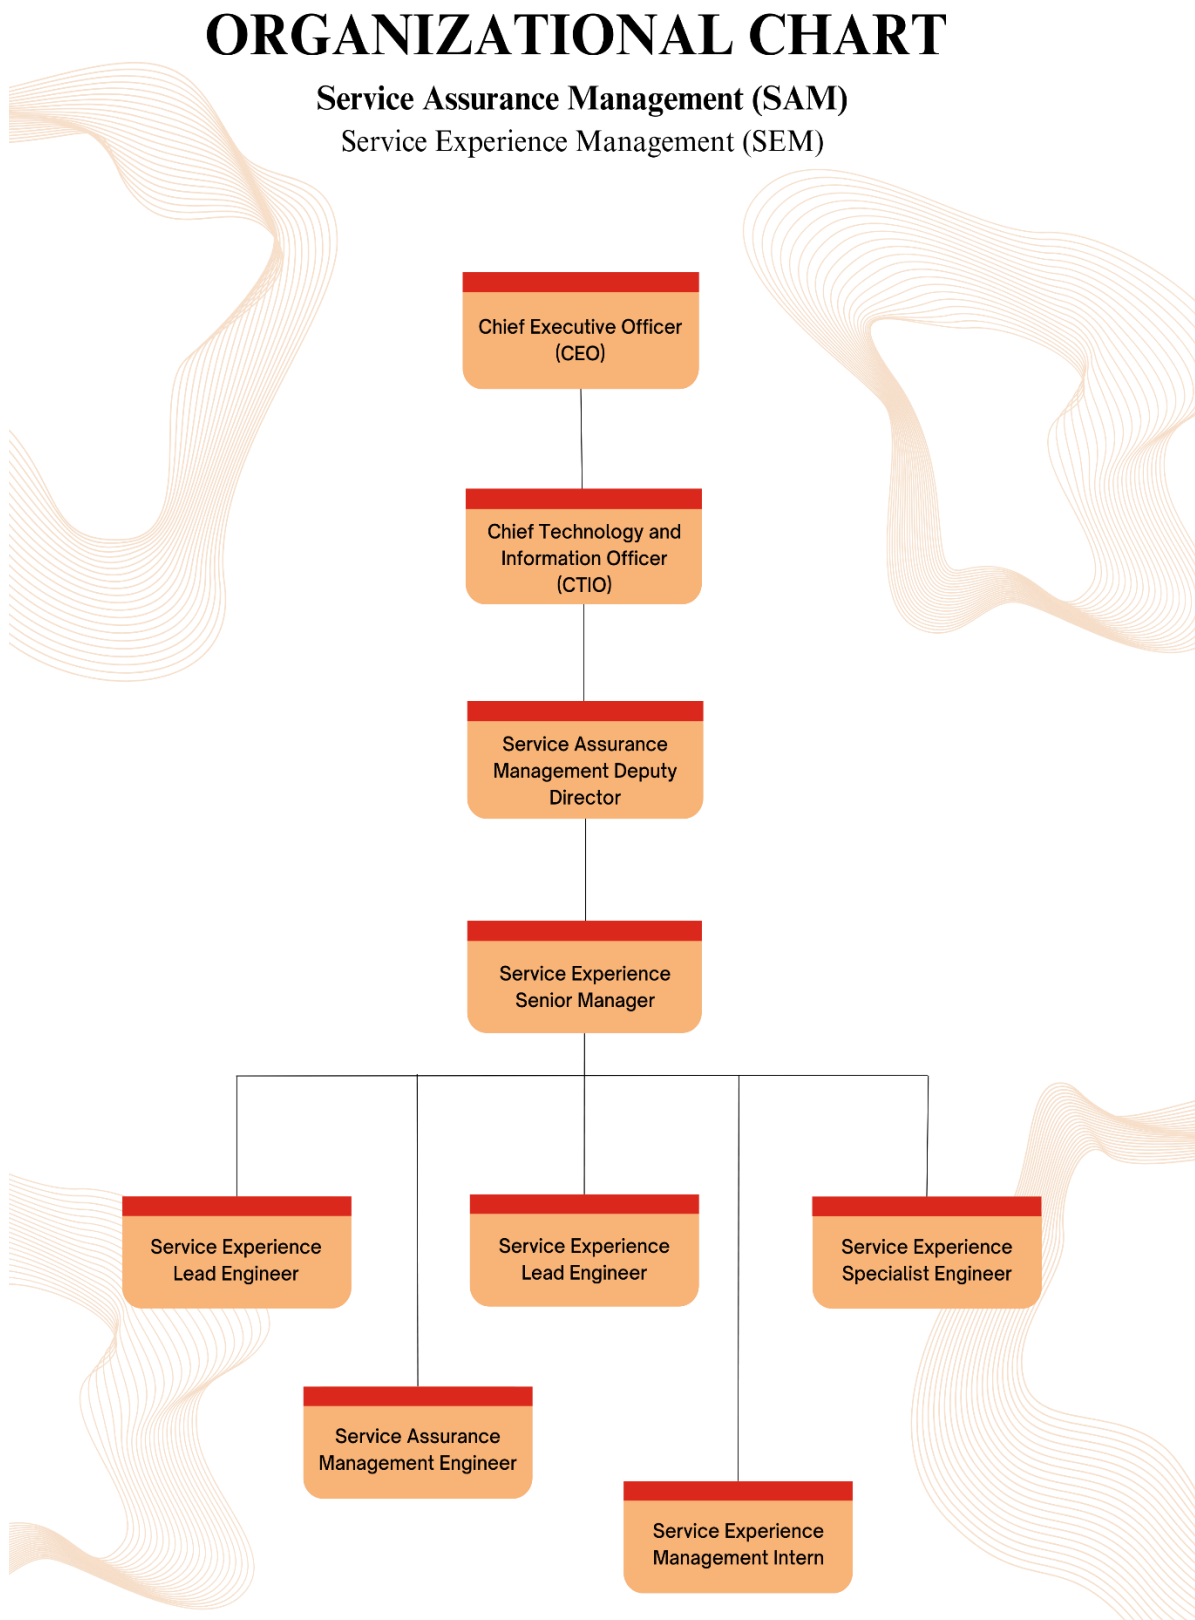 ORGANIZATIONAL CHART
Service Assurance Management (SAM)
Service Experience Management (SEM)
Chief Executive Officer
(CEO)
Chief Technology and
Information Officer
(CTIO)
Service Assurance
Management Deputy
Director
Service Experience
Senior Manager
Service Experience
Lead Engineer
Service Experience
Lead Engineer
Service Experience
Specialist Engineer
Service Assurance
Management Engineer
Service Experience
Management Intern